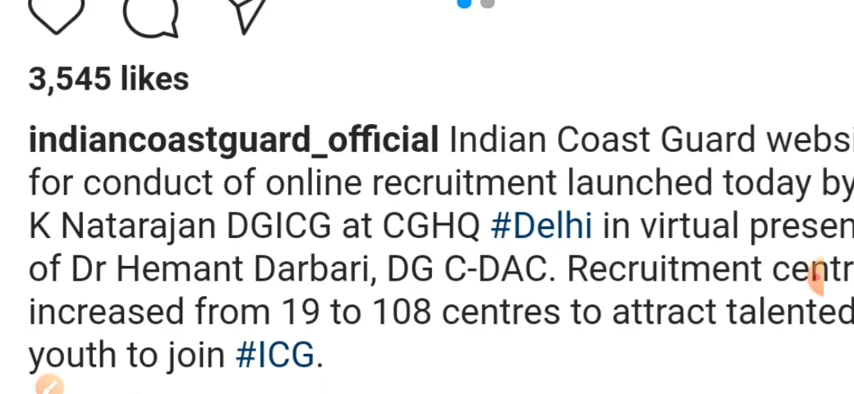 3,545 likes
indiancoastguard_official Indian Coast Guard websi
for conduct of online recruitment launched today by
K Natarajan DGICG at CGHQ #Delhi in virtual presen
of Dr Hemant Darbari, DG C-DAC. Recruitment centr
increased from 19 to 108 centres to attract talented
youth to join #ICG.